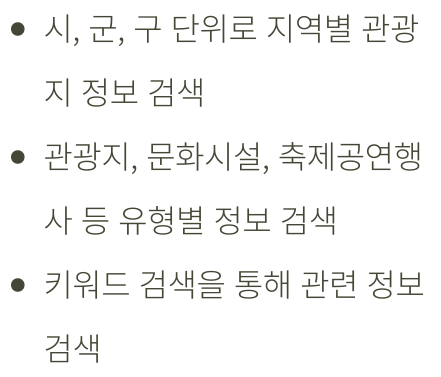 ● 시, 군, 구 단위로 지역별 관광
지 정보 검색
● 관광지, 문화시설, 축제공연행
사 등 유형별 정보 검색
● 키워드 검색을 통해 관련 정보
검색